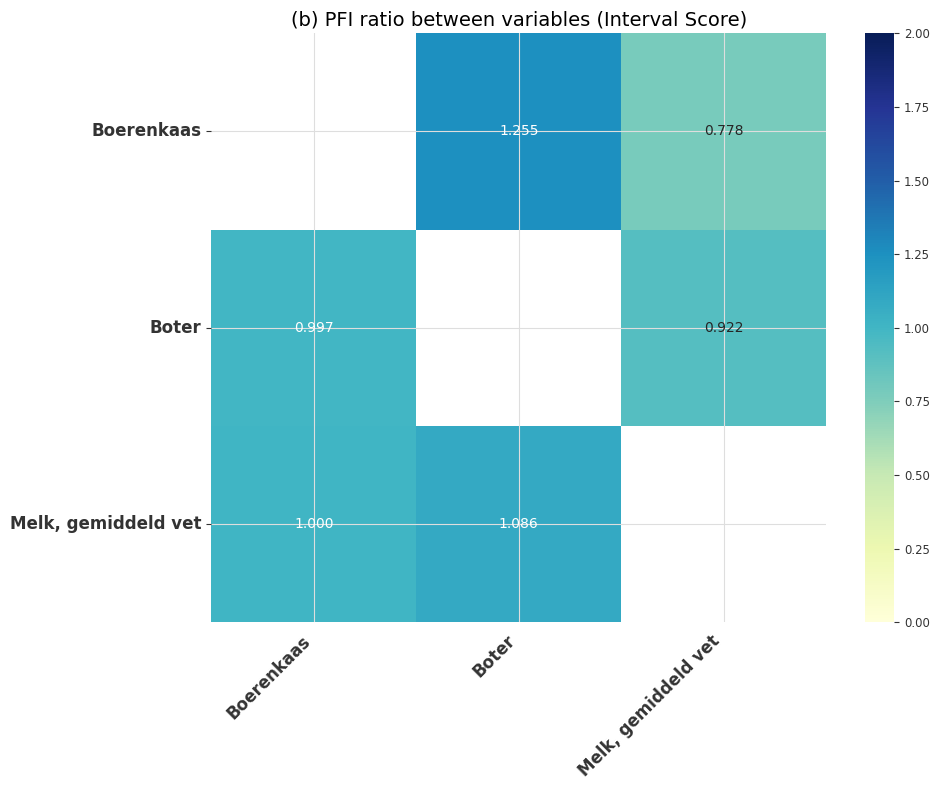 (b) PFI ratio between variables (Interval Score)
2.00
Boerenkaas
1.255
0.778
1.75
1.50
1.25
Boter
0.997
0.922
1.00
0.75
Melk, gemiddeld vet
1.000
1.086
0.50
0.25
0.00
Boerenkaas
Boter
Melk, gemiddeld vet